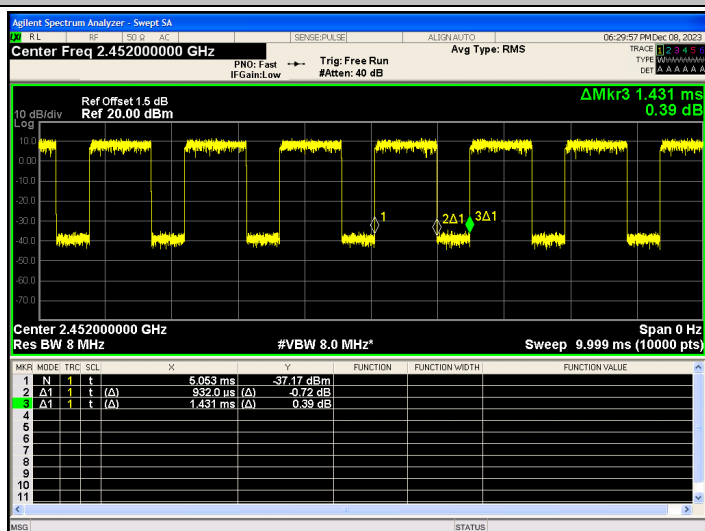 Agilent Spectrum Analyzer - Swept SA
LXI RL RF 50 Ω AC SENSE:PULSE ALIGN AUTO 06:29:57 PM Dec 08, 2023
Center Freq 2.452000000 GHz Avg Type: RMS TRACE 1 2 3 4 5 6
PNO: Fast Trig: Free Run TYPE W
IFGain:Low #Atten: 40 dB DET A A A A A A
ΔMkr3 1.431 ms
0.39 dB
Ref Offset 1.5 dB
10 dB/div Ref 20.00 dBm
Log
10.0
0.00
-10.0
-20.0
-30.0
-40.0
-50.0
-60.0
-70.0
1 2Δ1 3Δ1
Center 2.452000000 GHz Span 0 Hz
Res BW 8 MHz #VBW 8.0 MHz* Sweep 9.999 ms (10000 pts)
MKR MODE TRC SCL X Y FUNCTION FUNCTION WIDTH FUNCTION VALUE
1 N 1 t 5.053 ms -37.17 dBm
2 Δ1 1 t (Δ) 932.0 µs (Δ) -0.72 dB
3 Δ1 1 t (Δ) 1.431 ms (Δ) 0.39 dB
4
5
6
7
8
9
10
11
MSG STATUS